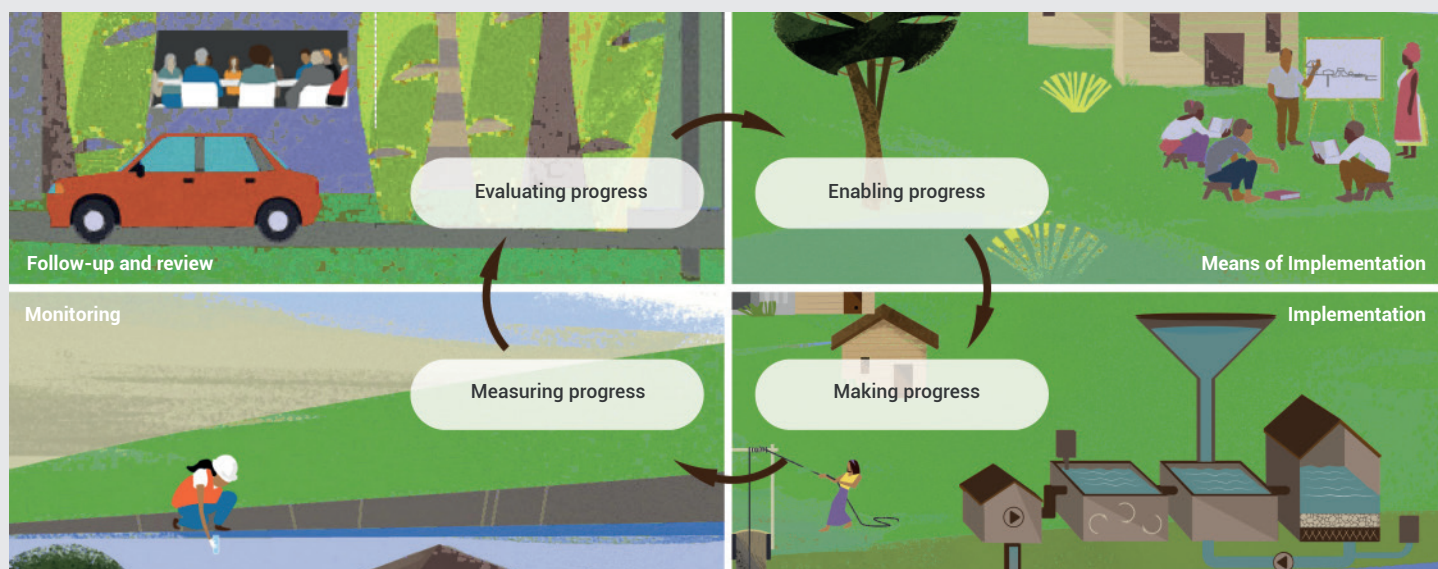 Evaluating progress
Enabling progress
Follow-up and review
Means of Implementation
Monitoring
Implementation
Measuring progress
Making progress